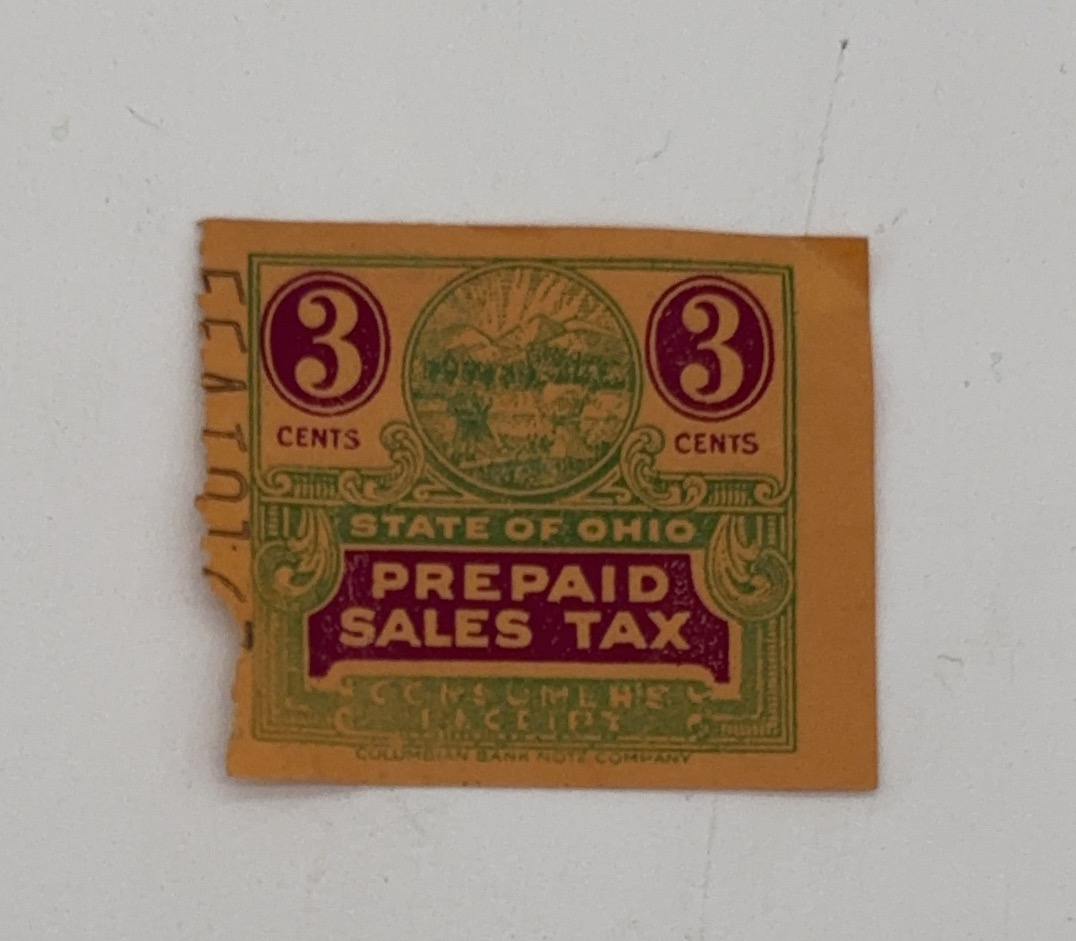 3
CENTS
3
CENTS
STATE OF OHIO
PREPAID
SALES TAX
CONSUMER'S
RECEIPT
COLUMBIAN BANK NOTE COMPANY